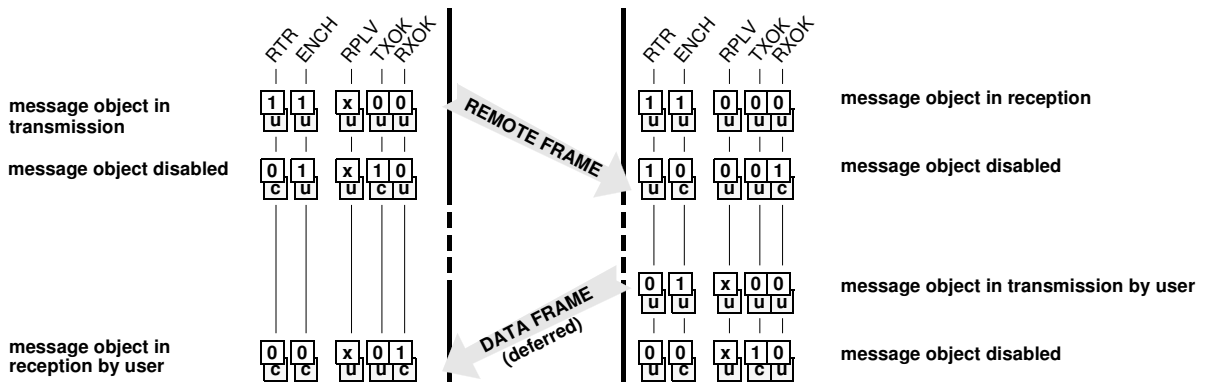 RTR ENCH RPLV TXOK RXOK
message object in
transmission
1 1 x 0 0
u u u u u
message object disabled
0 1 x 1 0
c u u c u
message object in
reception by user
0 0 x 0 1
c c u u c
REMOTE FRAME
DATA FRAME
(deferred)
RTR ENCH RPLV TXOK RXOK
1 1 0 0 0
u u u u u
message object in reception
1 0 0 0 1
u c u u c
message object disabled
0 1 x 0 0
u u u u u
message object in transmission by user
0 0 x 1 0
u c u c u
message object disabled